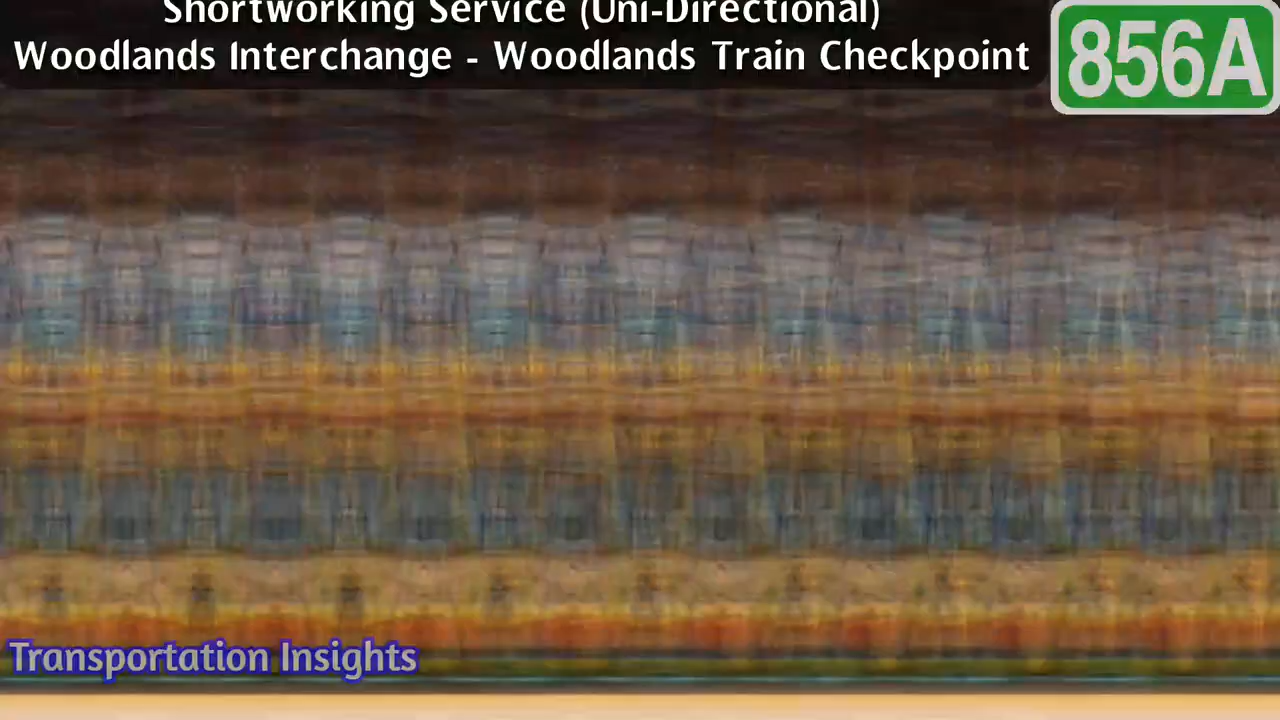 Shortworking Service (Uni-Directional)
Woodlands Interchange - Woodlands Train Checkpoint
856A
Transportation Insights